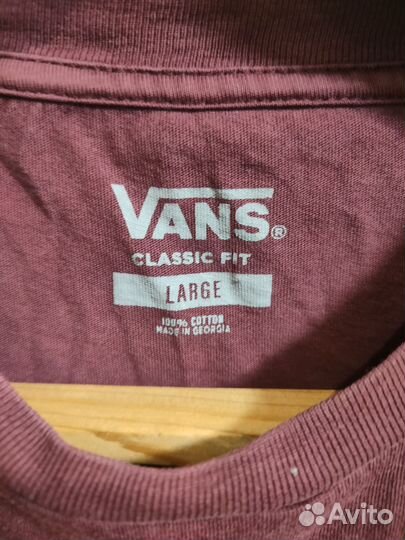 VANS®
CLASSIC FIT
LARGE
100% COTTON
MADE IN GEORGIA
Avito